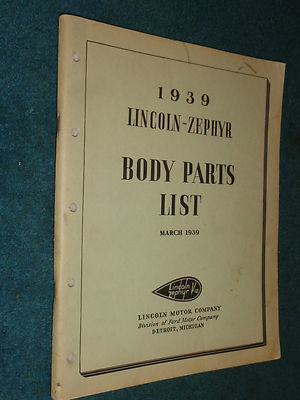 1939
LINCOLN-ZEPHYR
BODY PARTS
LIST
MARCH 1939
Lincoln
Zephyr V12
LINCOLN MOTOR COMPANY
Division of Ford Motor Company
DETROIT, MICHIGAN